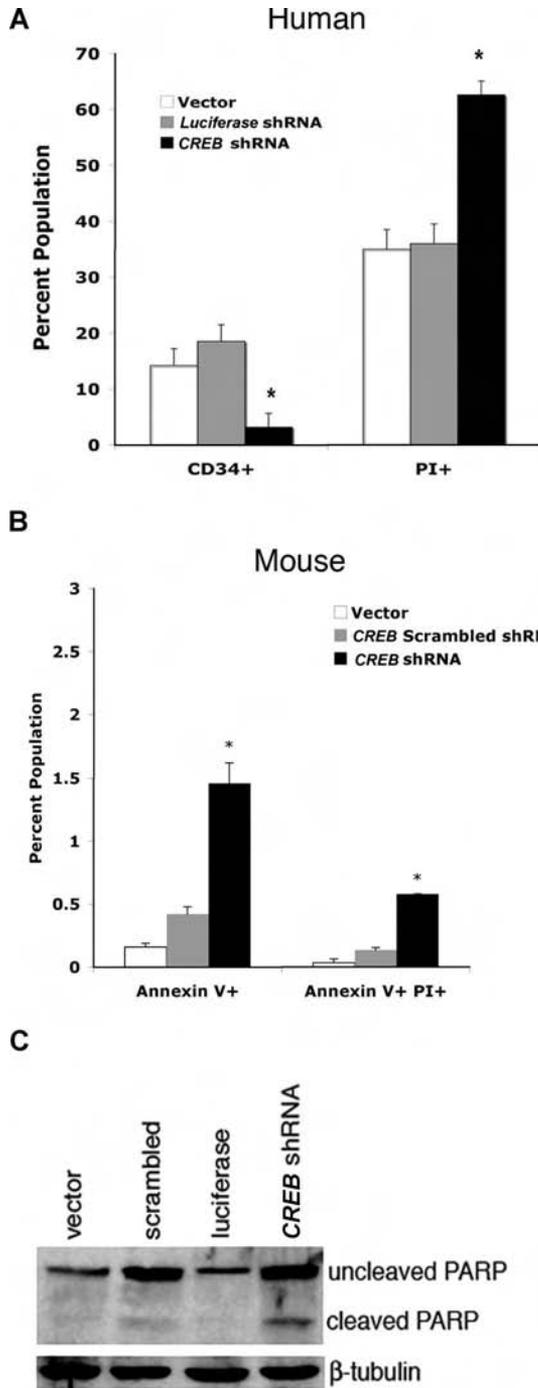 A
Human
70
60
50
40
30
20
10
0
Percent Population
Vector
Luciferase shRNA
CREB shRNA
*
*
CD34+
PI+
B
Mouse
3
2.5
2
1.5
1
0.5
0
Percent Population
Vector
CREB Scrambled shR
CREB shRNA
*
*
Annexin V+
Annexin V+ PI+
C
vector
scrambled
luciferase
CREB shRNA
uncleaved PARP
cleaved PARP
β-tubulin